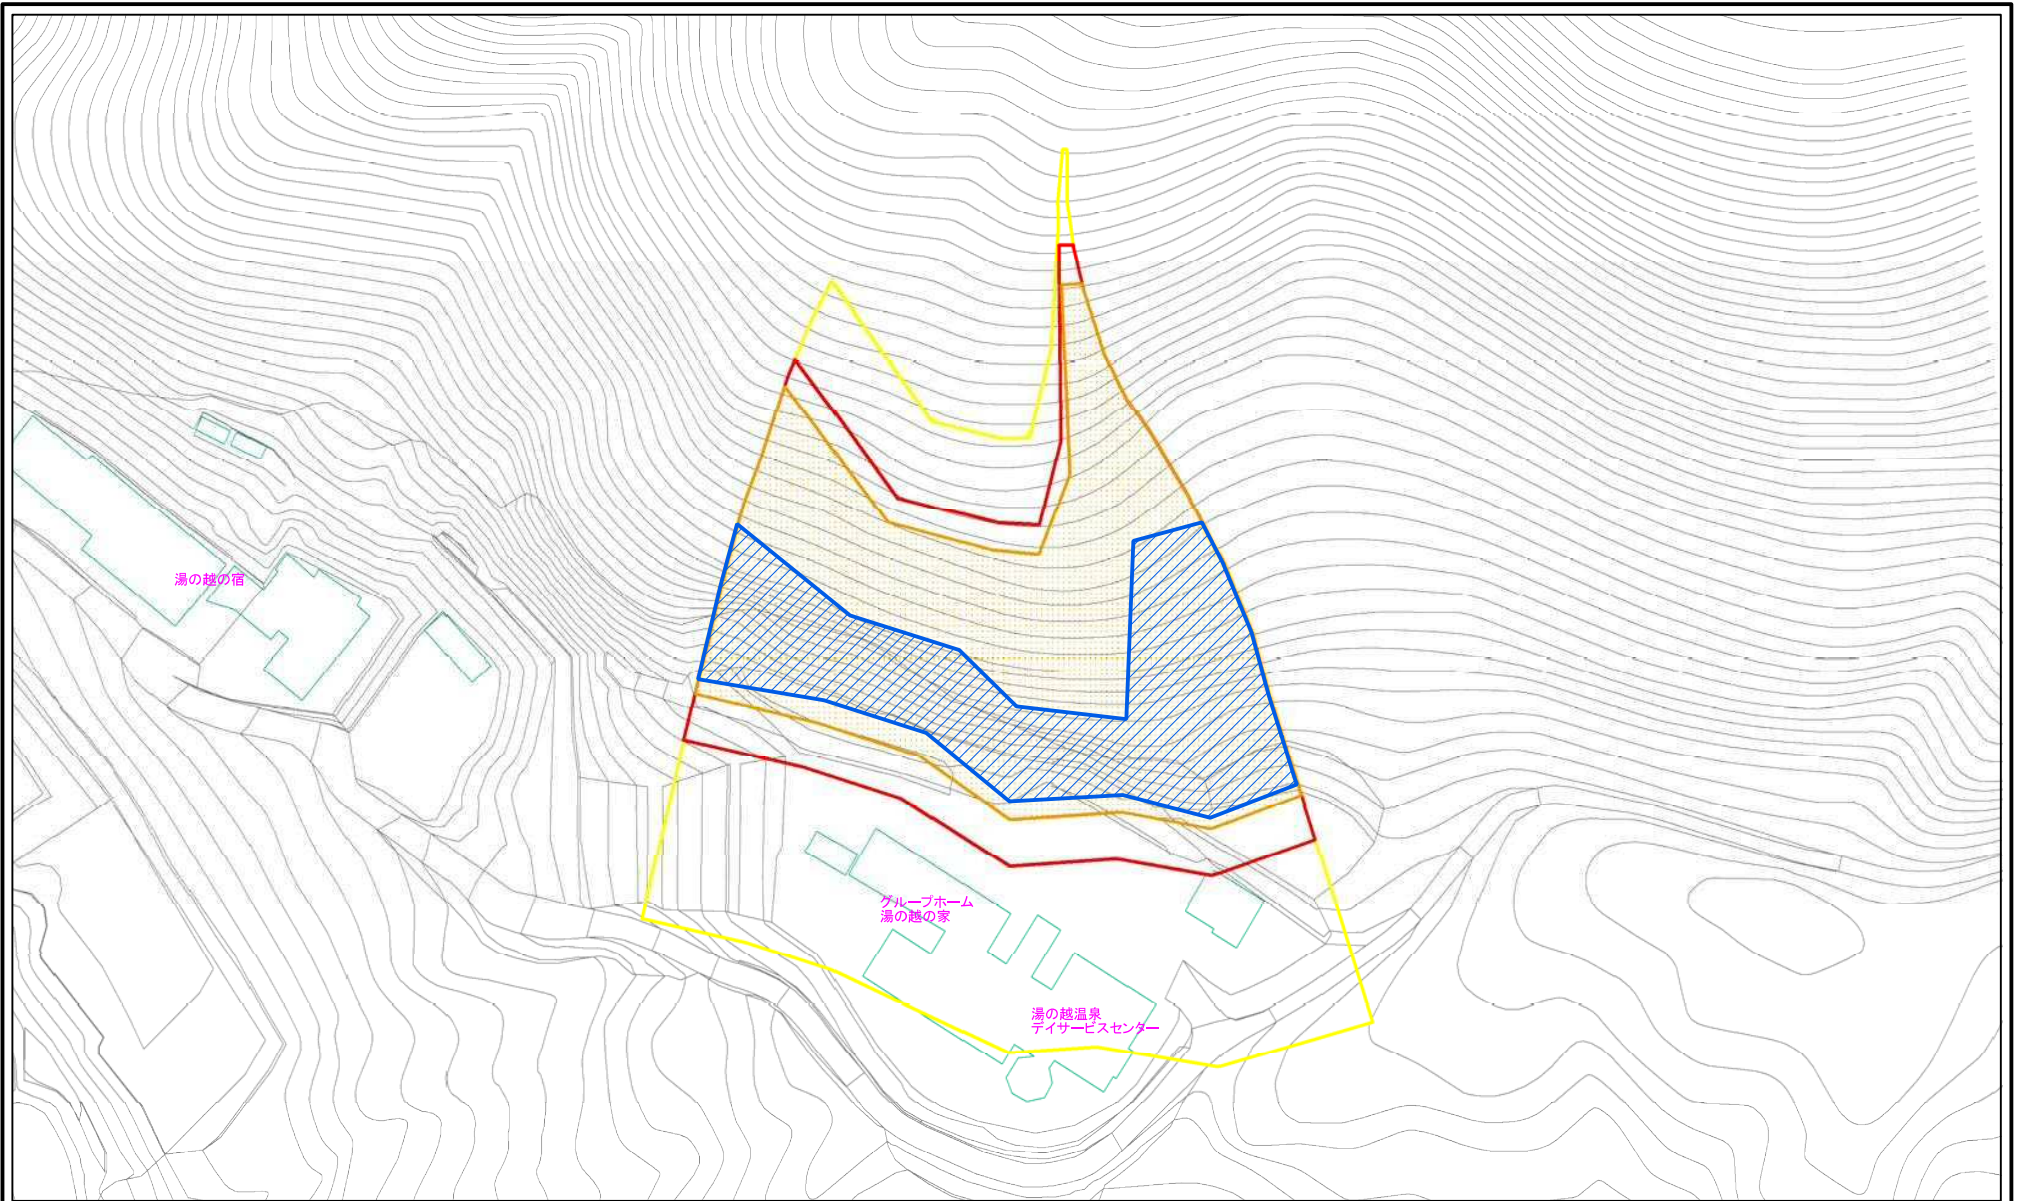 湯の越の宿
グループホーム
湯の越の家
湯の越温泉
デイサービスセンター